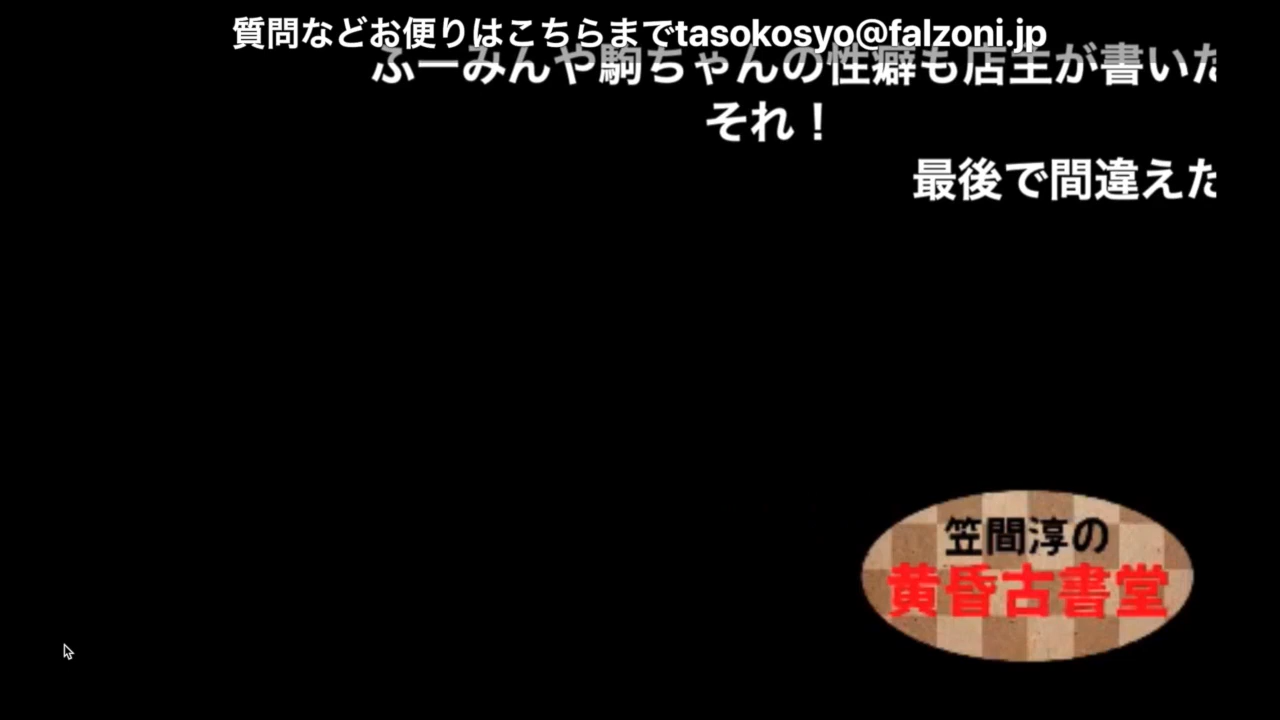 質問などお便りはこちらまでtasokosyo@falzoni.jp
ふーみんや駒ちゃんの性癖も店主が書いた
それ！
最後で間違えた
笠間淳の
黄昏古書堂